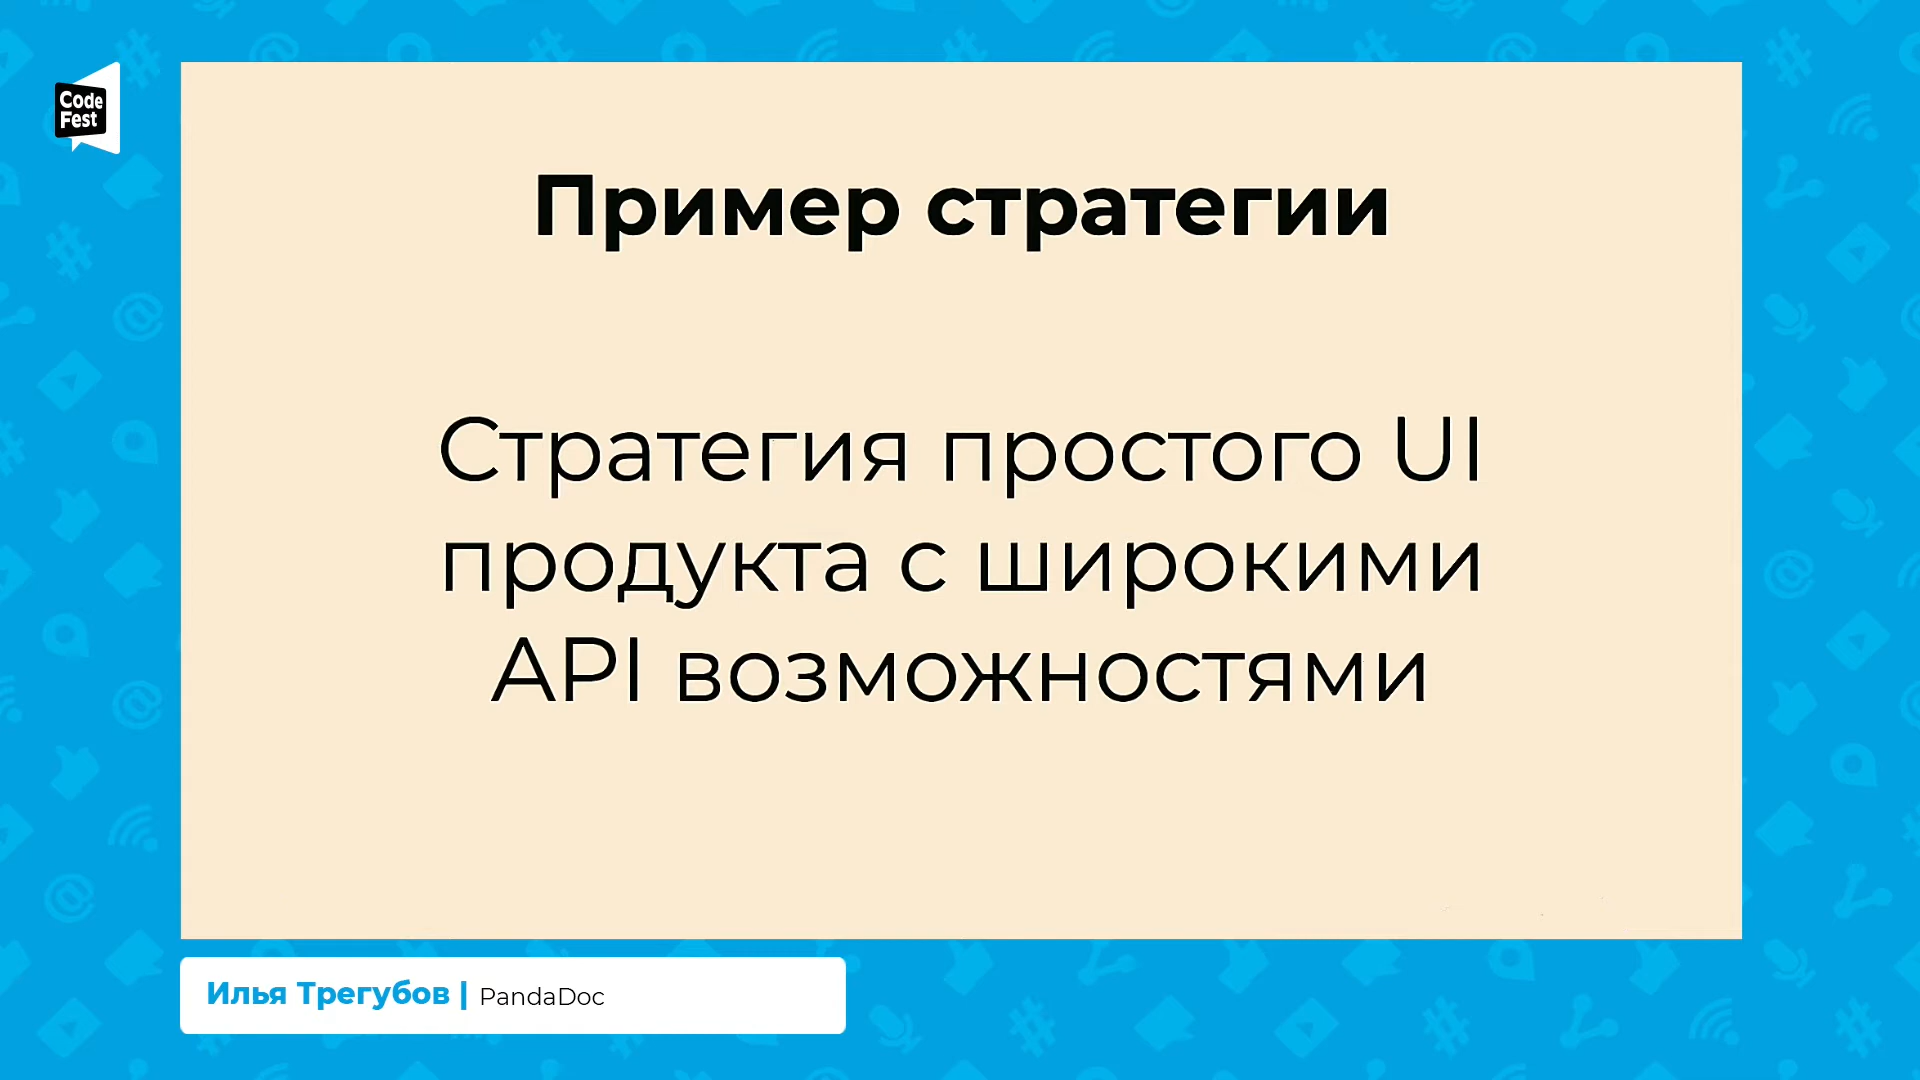 Code
Fest
Пример стратегии
Стратегия простого UI
продукта с широкими
API возможностями
Илья Трегубов | PandaDoc